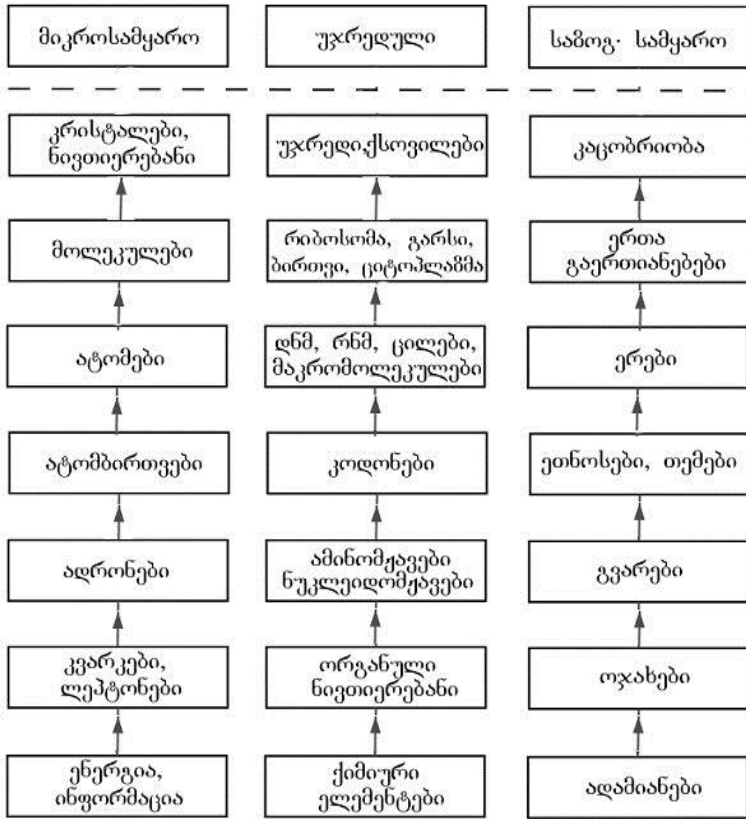 მიკროსამყარო
უჯრედული
საზოგ. სამყარო
კრისტალები,
ნივთიერებანი
უჯრედი,ქსოვილები
კაცობრიობა
მოლეკულები
რიბოსომა, გარსი,
ბირთვი, ციტოპლაზმა
ერთა
გაერთიანებები
ატომები
დნმ, რნმ, ცილები,
მაკრომოლეკულები
ერები
ატომბირთვები
კოდონები
ეთნოსები, თემები
ადრონები
ამინომჟავები
ნუკლეიდომჟავები
გვარები
კვარკები,
ლეპტონები
ორგანული
ნივთიერებანი
ოჯახები
ენერგია,
ინფორმაცია
ქიმიური
ელემენტები
ადამიანები